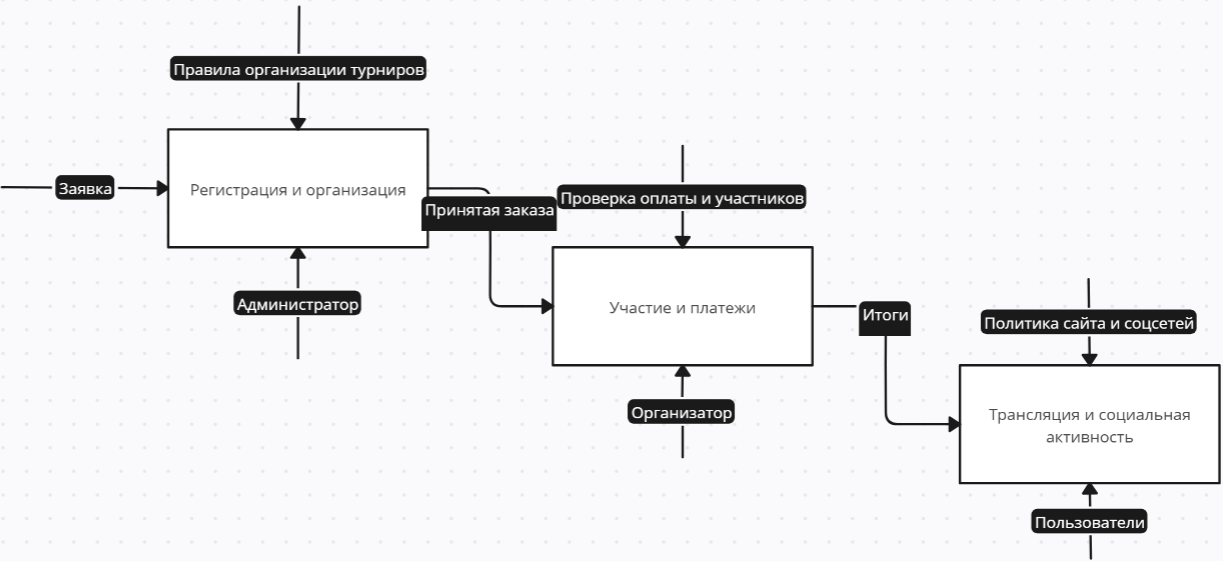 Правила организации турниров
Заявка
Регистрация и организация
Принятая заказа
Администратор
Проверка оплаты и участников
Участие и платежи
Итоги
Организатор
Политика сайта и соцсетей
Трансляция и социальная
активность
Пользователи